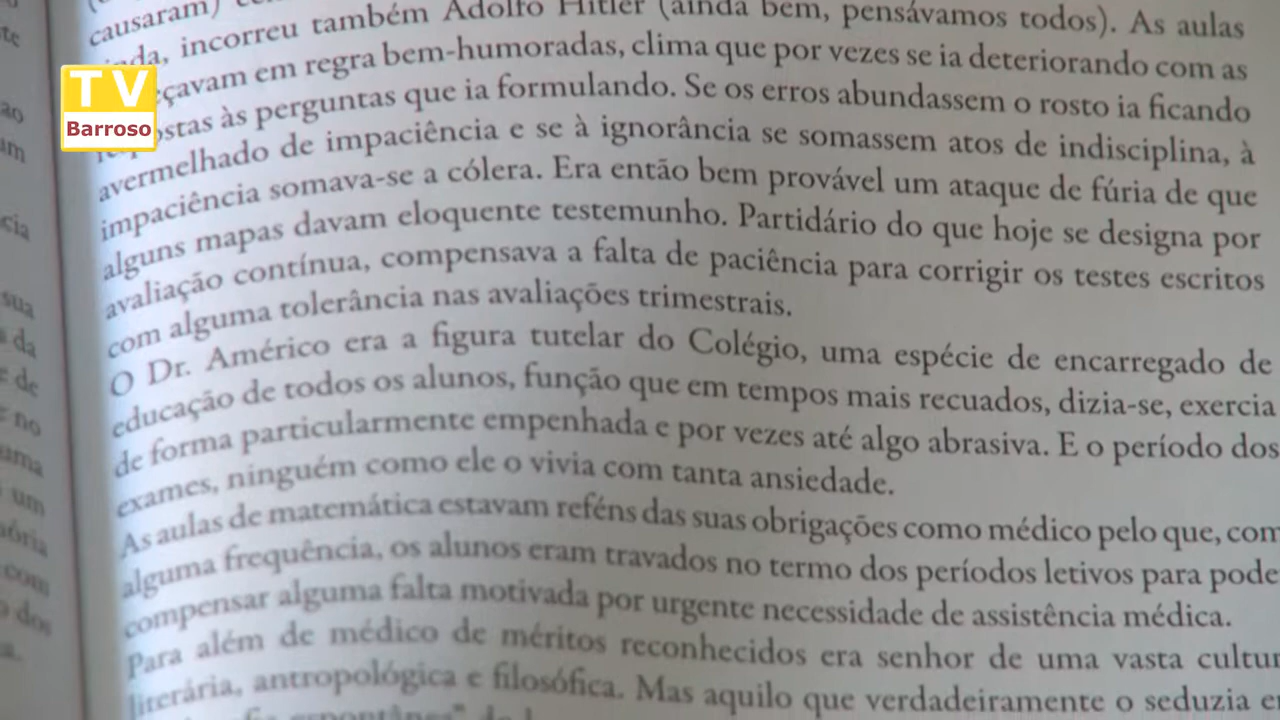 causaram)
incorreu também Adolfo Hitler (ainda bem, pensávamos todos). As aulas
em regra bem-humoradas, clima que por vezes se ia deteriorando com as
às perguntas que ia formulando. Se os erros abundassem o rosto ia ficando
avermelhado de impaciência e se à ignorância se somassem atos de indisciplina, à
impaciência somava-se a cólera. Era então bem provável um ataque de fúria de que
alguns mapas davam eloquente testemunho. Partidário do que hoje se designa por
avaliação contínua, compensava a falta de paciência para corrigir os testes escritos
com alguma tolerância nas avaliações trimestrais.
O Dr. Américo era a figura tutelar do Colégio, uma espécie de encarregado de
educação de todos os alunos, função que em tempos mais recuados, dizia-se, exercia
de forma particularmente empenhada e por vezes até algo abrasiva. E o período dos
exames, ninguém como ele o vivia com tanta ansiedade.
As aulas de matemática estavam reféns das suas obrigações como médico pelo que, com
alguma frequência, os alunos eram travados no termo dos períodos letivos para pode
compensar alguma falta motivada por urgente necessidade de assistência médica.
Para além de médico de méritos reconhecidos era senhor de uma vasta cultur
literária, antropológica e filosófica. Mas aquilo que verdadeiramente o seduzia e
TV
Barroso